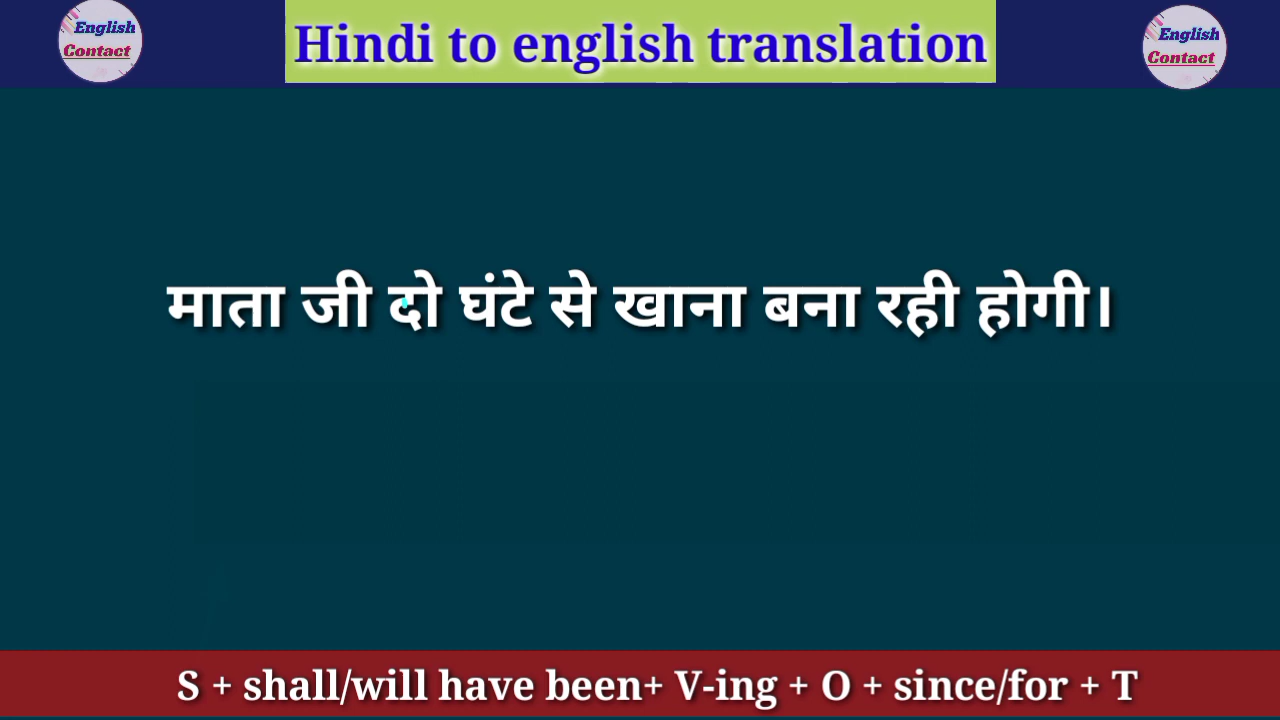 English
Contact
Hindi to english translation
English
Contact
माता जी दो घंटे से खाना बना रही होगी।
S + shall/will have been+ V-ing + O + since/for + T